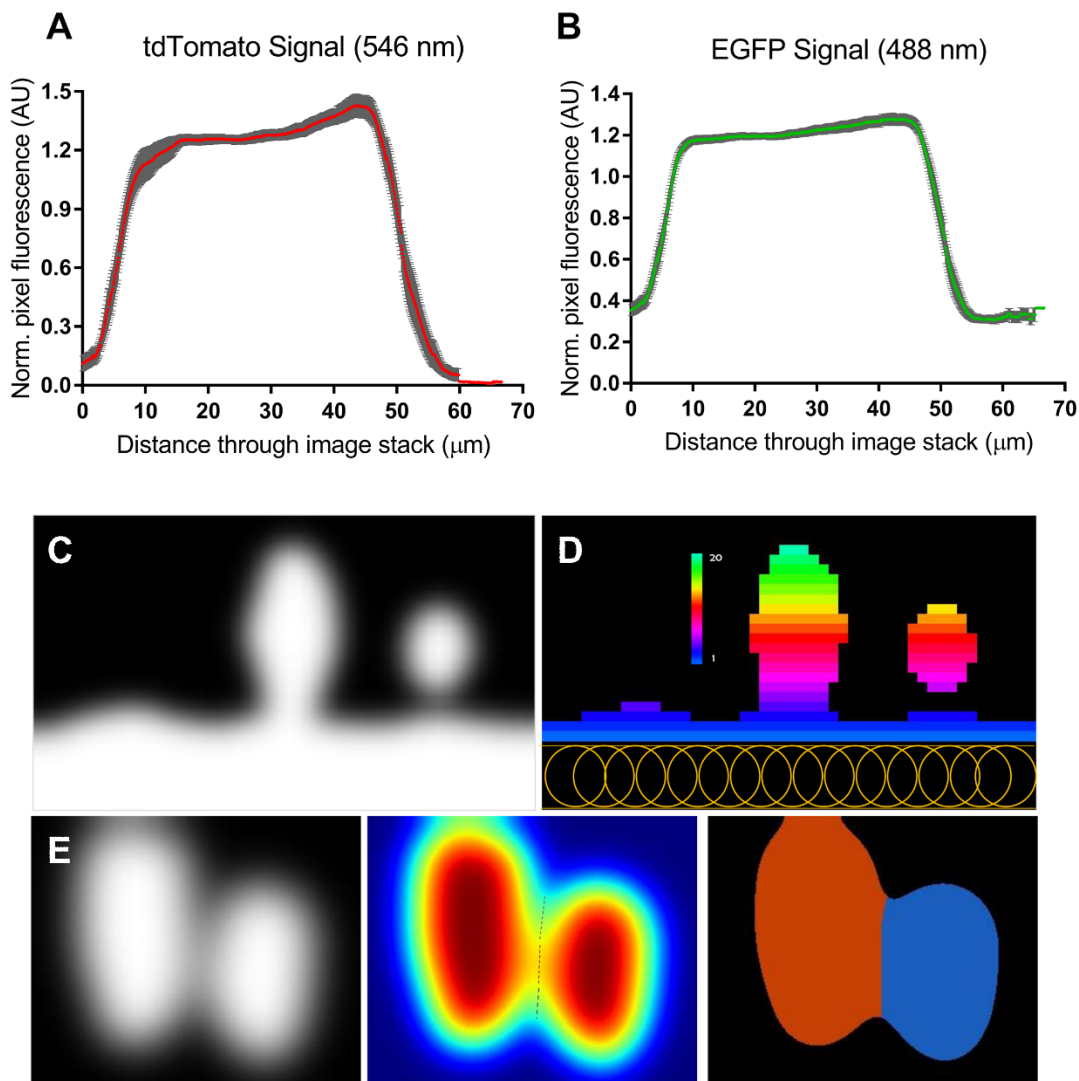 A
tdTomato Signal (546 nm)
Norm. pixel fluorescence (AU)
1.5
1.2
0.9
0.6
0.3
0.0
0 10 20 30 40 50 60 70
Distance through image stack (μm)
B
EGFP Signal (488 nm)
Norm. pixel fluorescence (AU)
1.4
1.2
1.0
0.8
0.6
0.4
0.2
0.0
0 10 20 30 40 50 60 70
Distance through image stack (μm)
C
D
20
1
E